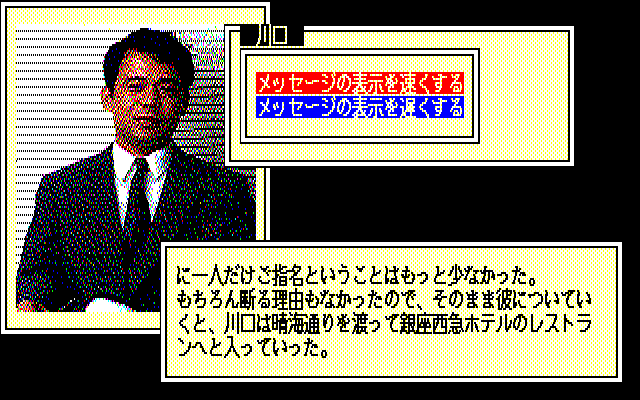 川口
メッセージの表示を速くする
メッセージの表示を遅くする
に一人だけご指名ということはもっと少なかった。
もちろん断る理由もなかったので、そのまま彼についてい
くと、川口は晴海通りを渡って銀座西急ホテルのレストラ
ンへと入っていった。